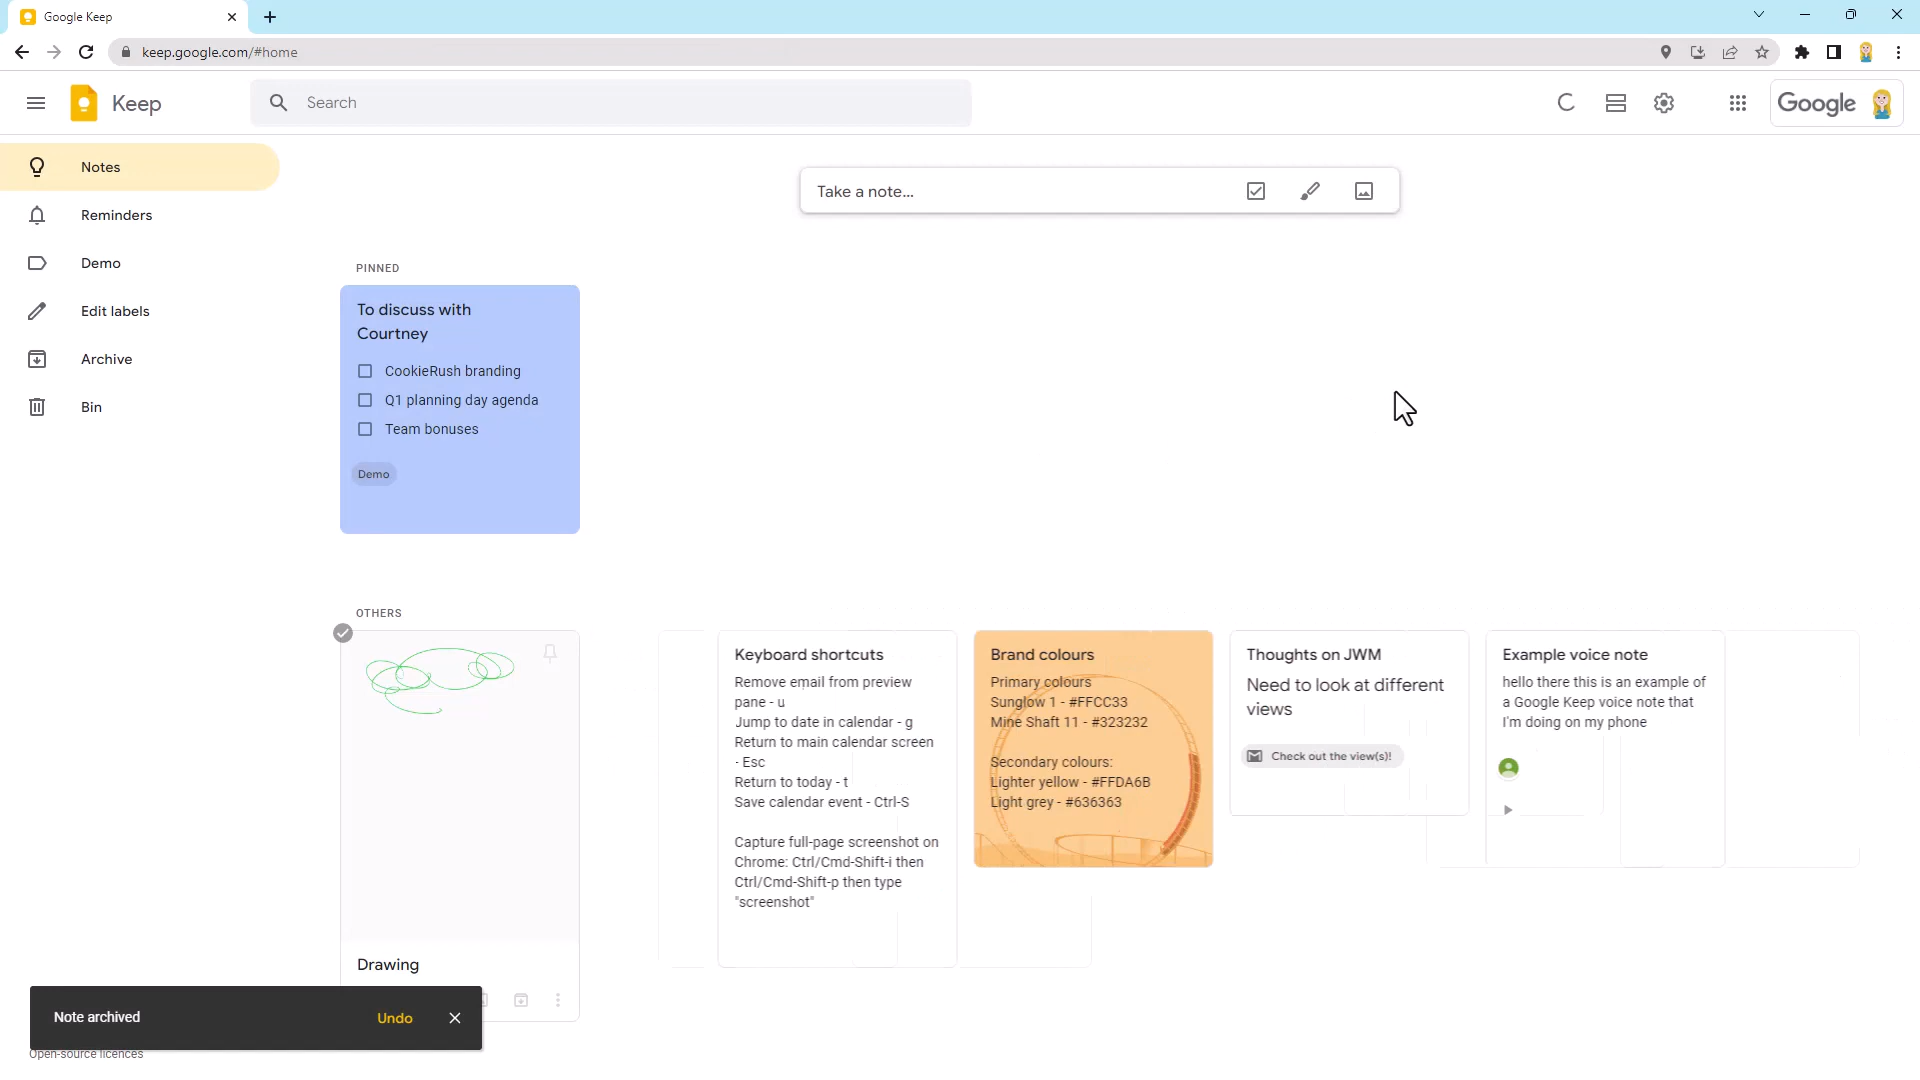 Google Keep
keep.google.com/#home
Keep
Search
Google
Notes
Reminders
Demo
Edit labels
Archive
Bin
Take a note...
PINNED
To discuss with
Courtney
CookieRush branding
Q1 planning day agenda
Team bonuses
Demo
OTHERS
Drawing
Keyboard shortcuts
Remove email from preview
pane - u
Jump to date in calendar - g
Return to main calendar screen
- Esc
Return to today - t
Save calendar event - Ctrl-S
Capture full-page screenshot on
Chrome: Ctrl/Cmd-Shift-i then
Ctrl/Cmd-Shift-p then type
"screenshot"
Brand colours
Primary colours
Sunglow 1 - #FFCC33
Mine Shaft 11 - #323232
Secondary colours:
Lighter yellow - #FFDA6B
Light grey - #636363
Thoughts on JWM
Need to look at different
views
Check out the view(s)!
Example voice note
hello there this is an example of
a Google Keep voice note that
I'm doing on my phone
Note archived
Undo
Open-source licences